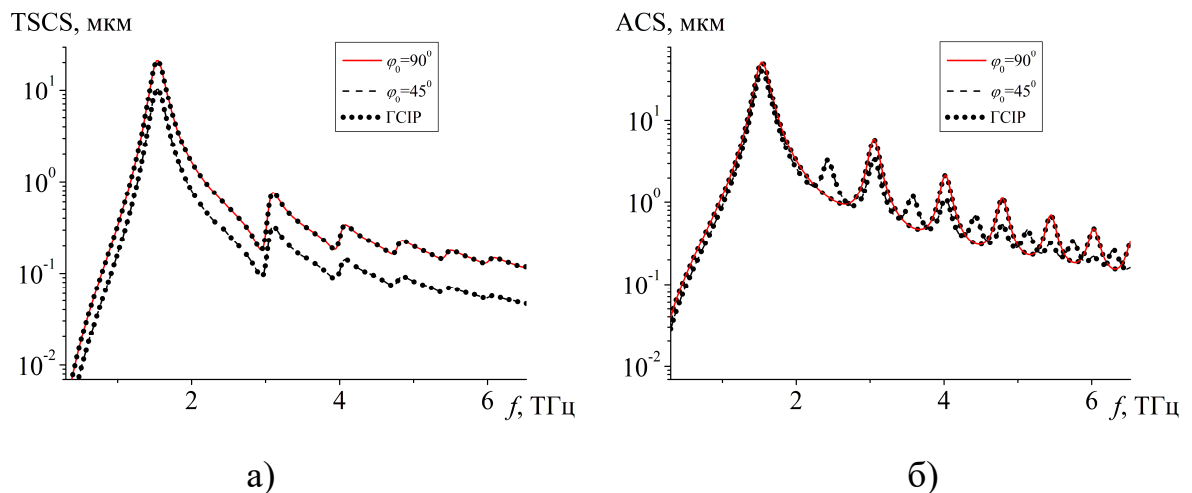 TSCS, мкм
φ₀=90⁰
φ₀=45⁰
ГСІР
10¹
10⁰
10⁻¹
10⁻²
2
4
6
f, ТГц
а)
ACS, мкм
φ₀=90⁰
φ₀=45⁰
ГСІР
10¹
10⁰
10⁻¹
10⁻²
2
4
6
f, ТГц
б)